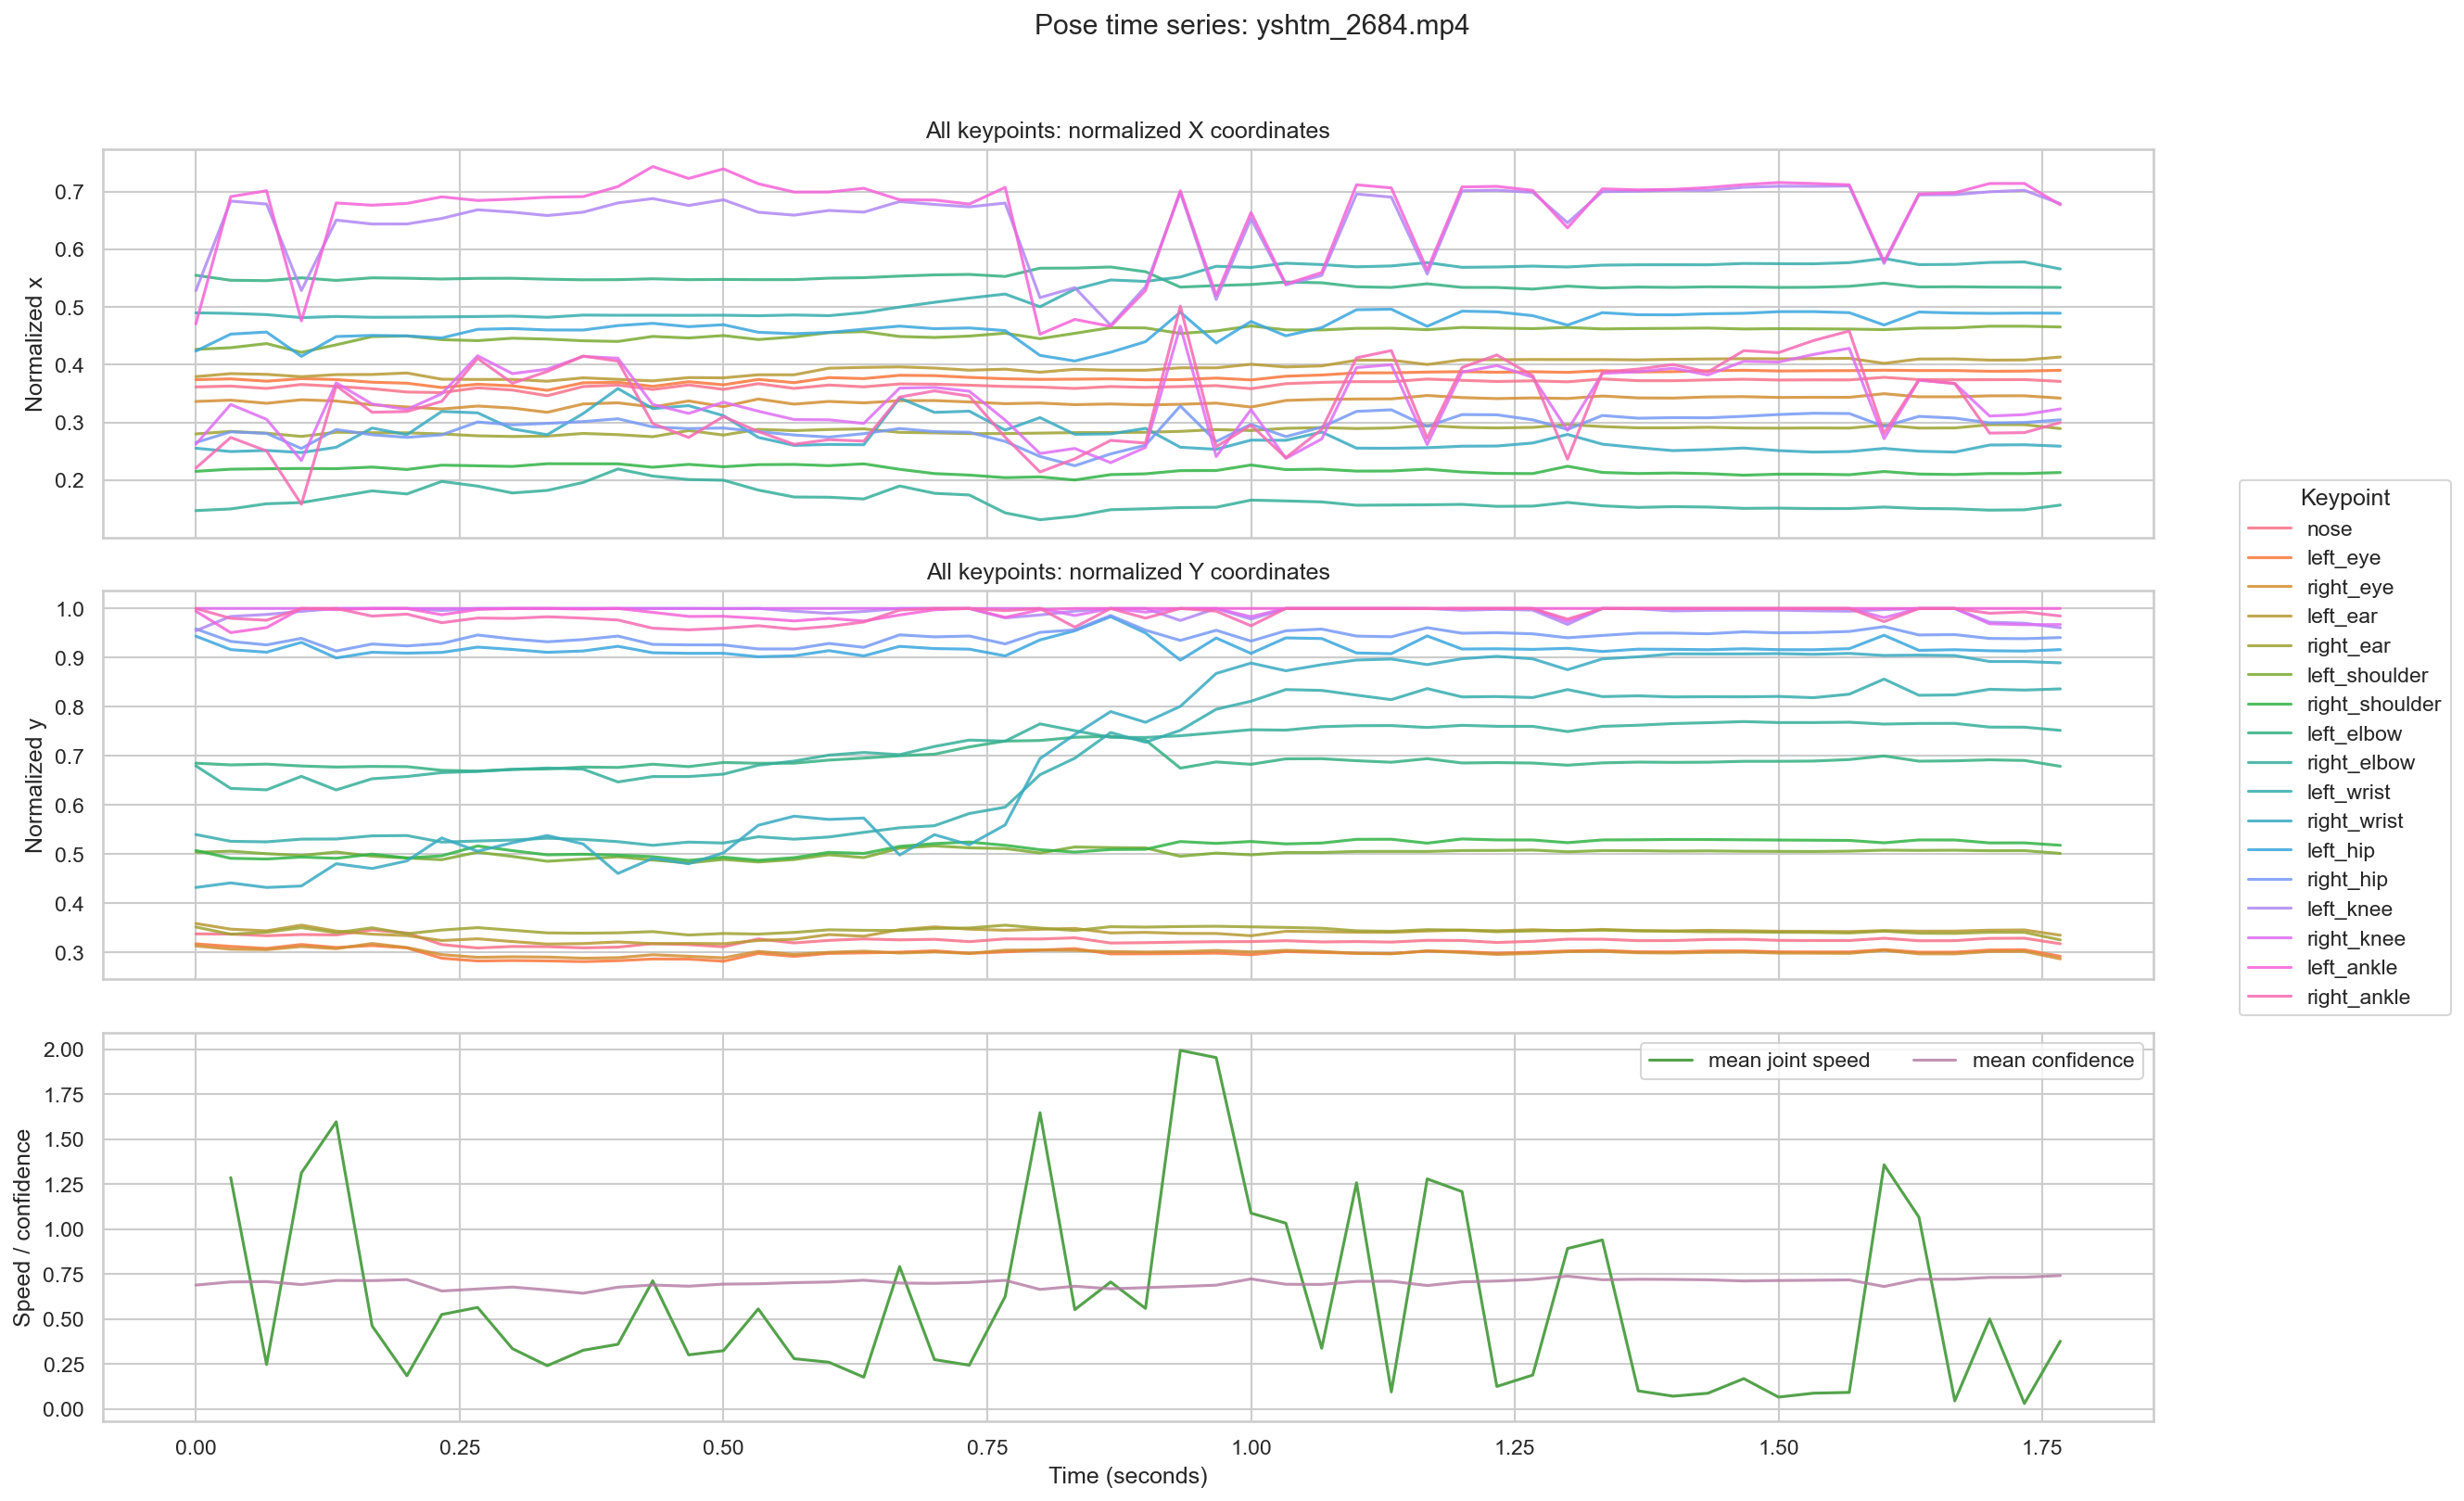 Pose time series: yshtm_2684.mp4
All keypoints: normalized X coordinates
Normalized x
0.7
0.6
0.5
0.4
0.3
0.2
All keypoints: normalized Y coordinates
Normalized y
1.0
0.9
0.8
0.7
0.6
0.5
0.4
0.3
Keypoint
nose
left_eye
right_eye
left_ear
right_ear
left_shoulder
right_shoulder
left_elbow
right_elbow
left_wrist
right_wrist
left_hip
right_hip
left_knee
right_knee
left_ankle
right_ankle
Speed / confidence
2.00
1.75
1.50
1.25
1.00
0.75
0.50
0.25
0.00
mean joint speed mean confidence
0.00 0.25 0.50 0.75 1.00 1.25 1.50 1.75
Time (seconds)